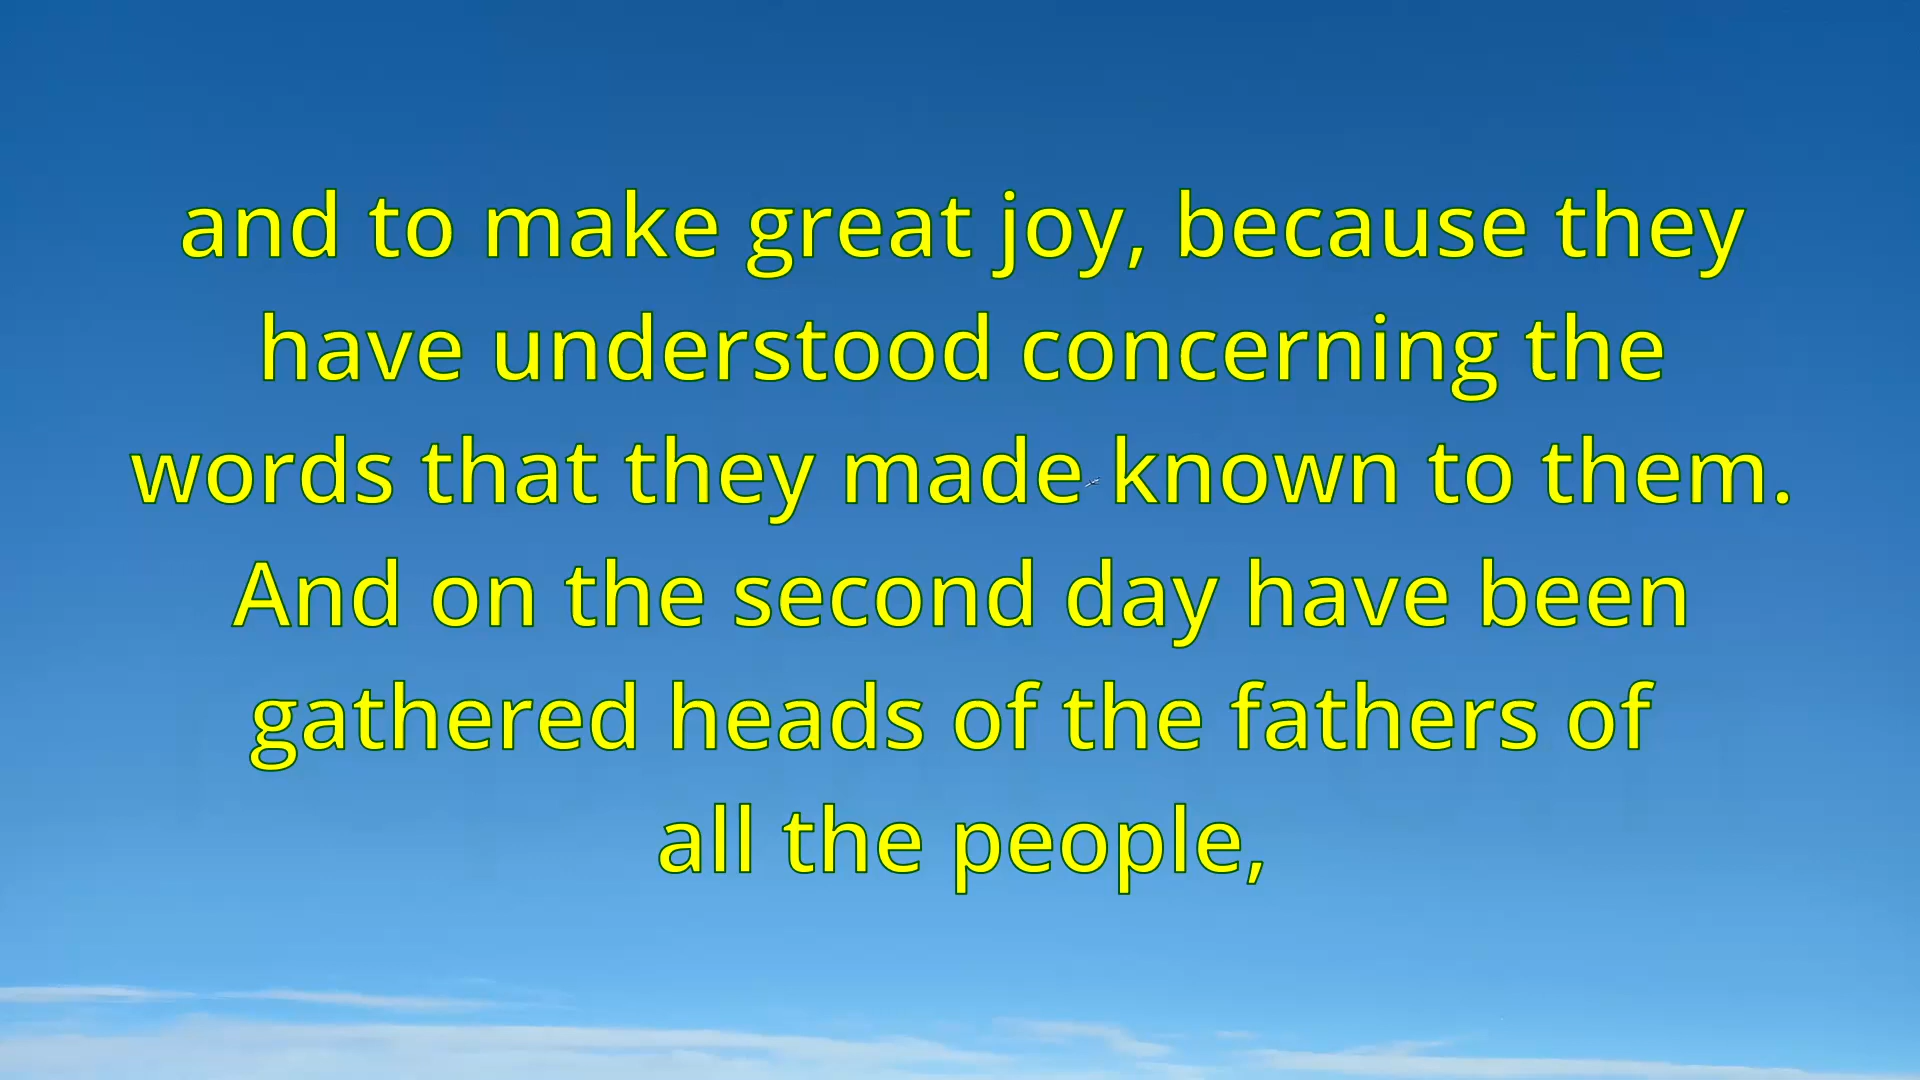 and to make great joy, because they
have understood concerning the
words that they made known to them.
And on the second day have been
gathered heads of the fathers of
all the people,